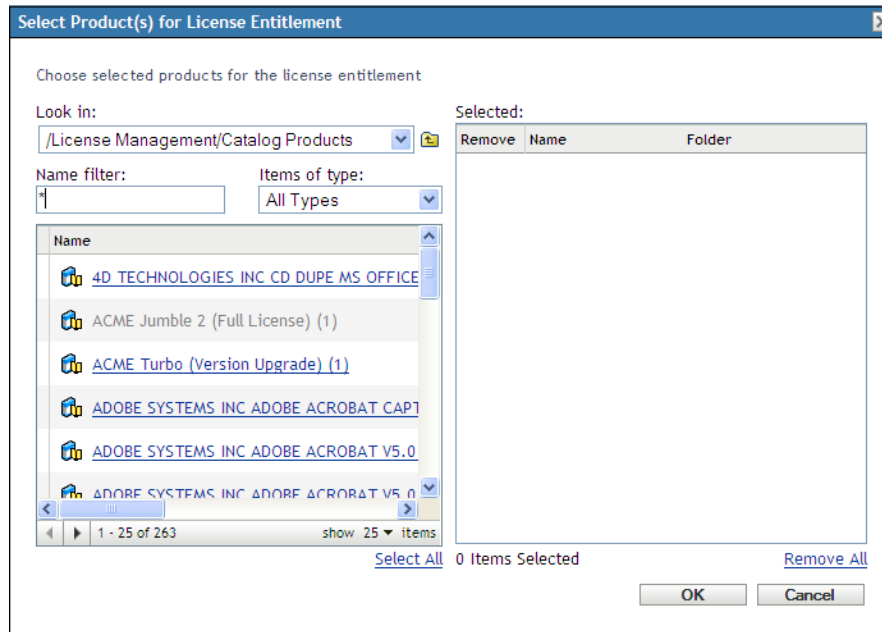 Select Product(s) for License Entitlement
Choose selected products for the license entitlement
Look in:
/License Management/Catalog Products
Name filter:
Items of type:
*
All Types
Name
4D TECHNOLOGIES INC CD DUPE MS OFFICE
ACME Jumble 2 (Full License) (1)
ACME Turbo (Version Upgrade) (1)
ADOBE SYSTEMS INC ADOBE ACROBAT CAPT
ADOBE SYSTEMS INC ADOBE ACROBAT V5.0
ADOBE SYSTEMS INC ADOBE ACROBAT V5.0
1 - 25 of 263
show 25 items
Select All
Selected:
Remove Name Folder
0 Items Selected
Remove All
OK
Cancel